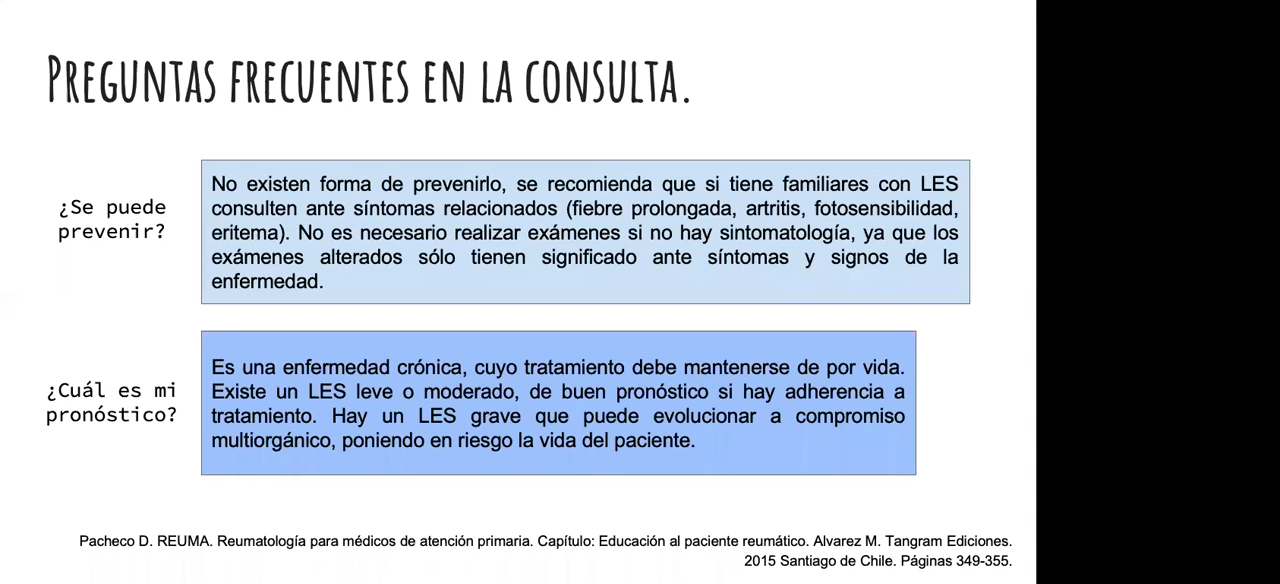 PREGUNTAS FRECUENTES EN LA CONSULTA.
¿Se puede
prevenir?
No existen forma de prevenirlo, se recomienda que si tiene familiares con LES
consulten ante síntomas relacionados (fiebre prolongada, artritis, fotosensibilidad,
eritema). No es necesario realizar exámenes si no hay sintomatología, ya que los
exámenes alterados sólo tienen significado ante síntomas y signos de la
enfermedad.
¿Cuál es mi
pronóstico?
Es una enfermedad crónica, cuyo tratamiento debe mantenerse de por vida.
Existe un LES leve o moderado, de buen pronóstico si hay adherencia a
tratamiento. Hay un LES grave que puede evolucionar a compromiso
multiorgánico, poniendo en riesgo la vida del paciente.
Pacheco D. REUMA. Reumatología para médicos de atención primaria. Capítulo: Educación al paciente reumático. Alvarez M. Tangram Ediciones.
2015 Santiago de Chile. Páginas 349-355.